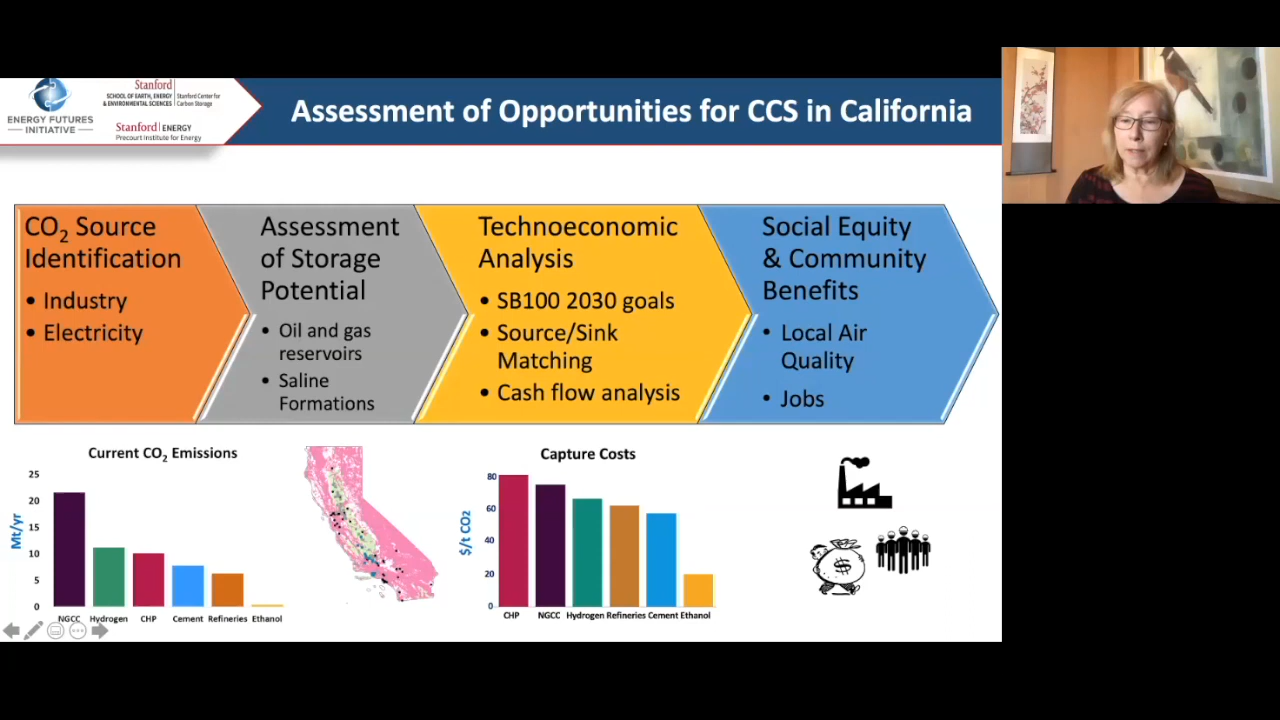 Stanford
SCHOOL OF EARTH, ENERGY
& ENVIRONMENTAL SCIENCES
Stanford Center for
Carbon Storage
ENERGY FUTURES
INITIATIVE
Stanford | ENERGY
Precourt Institute for Energy
Assessment of Opportunities for CCS in California
CO2 Source
Identification
• Industry
• Electricity
Assessment
of Storage
Potential
• Oil and gas
reservoirs
• Saline
Formations
Technoeconomic
Analysis
• SB100 2030 goals
• Source/Sink
Matching
• Cash flow analysis
Social Equity
& Community
Benefits
• Local Air
Quality
• Jobs
Current CO2 Emissions
Mt/yr
25
20
15
10
5
0
NGCC Hydrogen CHP Cement Refineries Ethanol
Capture Costs
$/t CO2
80
60
40
20
0
CHP NGCC Hydrogen Refineries Cement Ethanol
$